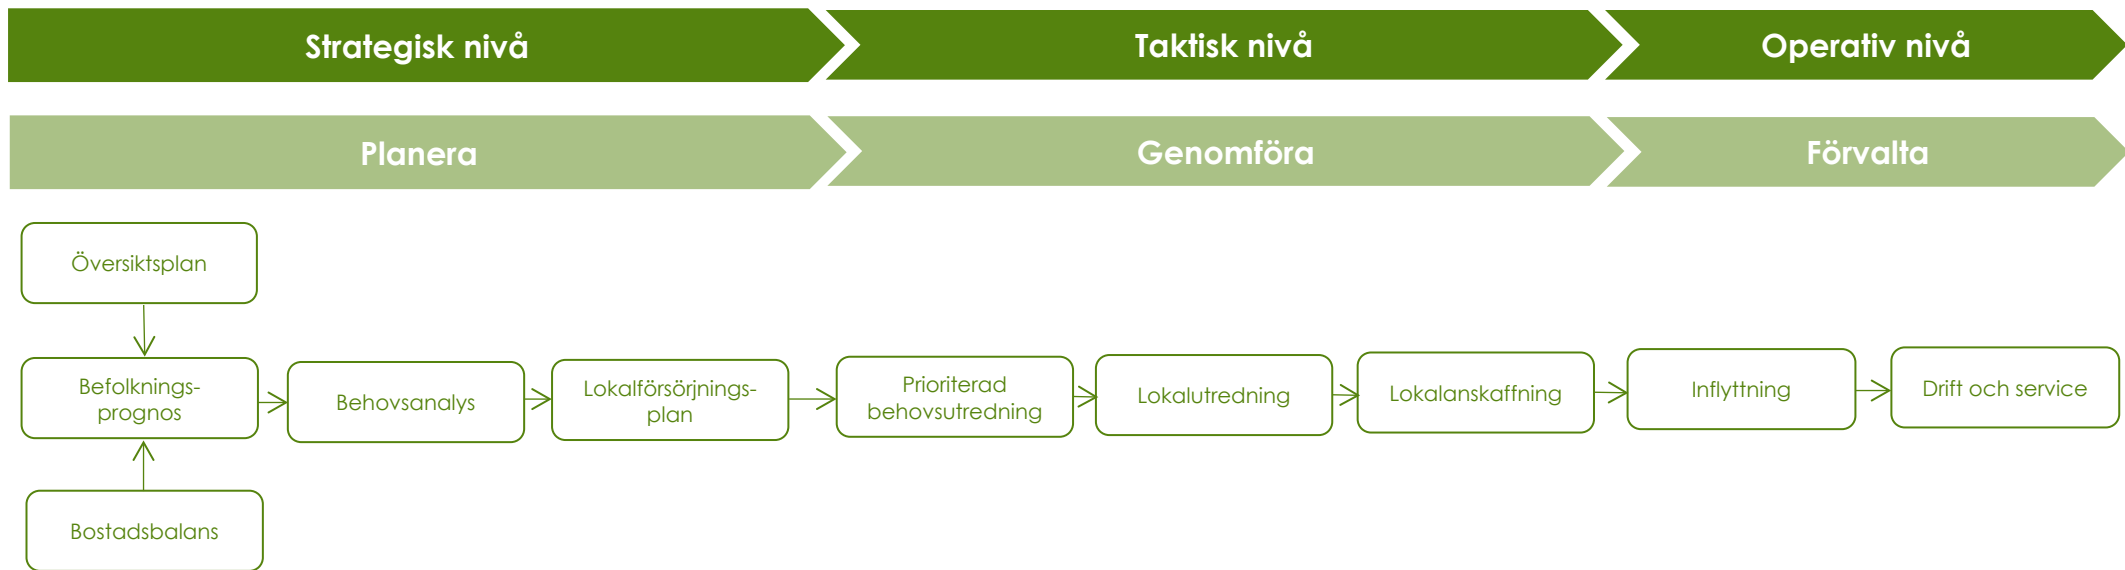 Strategisk nivå
Taktisk nivå
Operativ nivå
Planera
Genomföra
Förvalta
Översiktsplan
Befolknings-
prognos
Behovsanalys
Lokalförsörjnings-
plan
Prioriterad
behovsutredning
Lokalutredning
Lokalanskaffning
Inflyttning
Drift och service
Bostadsbalans